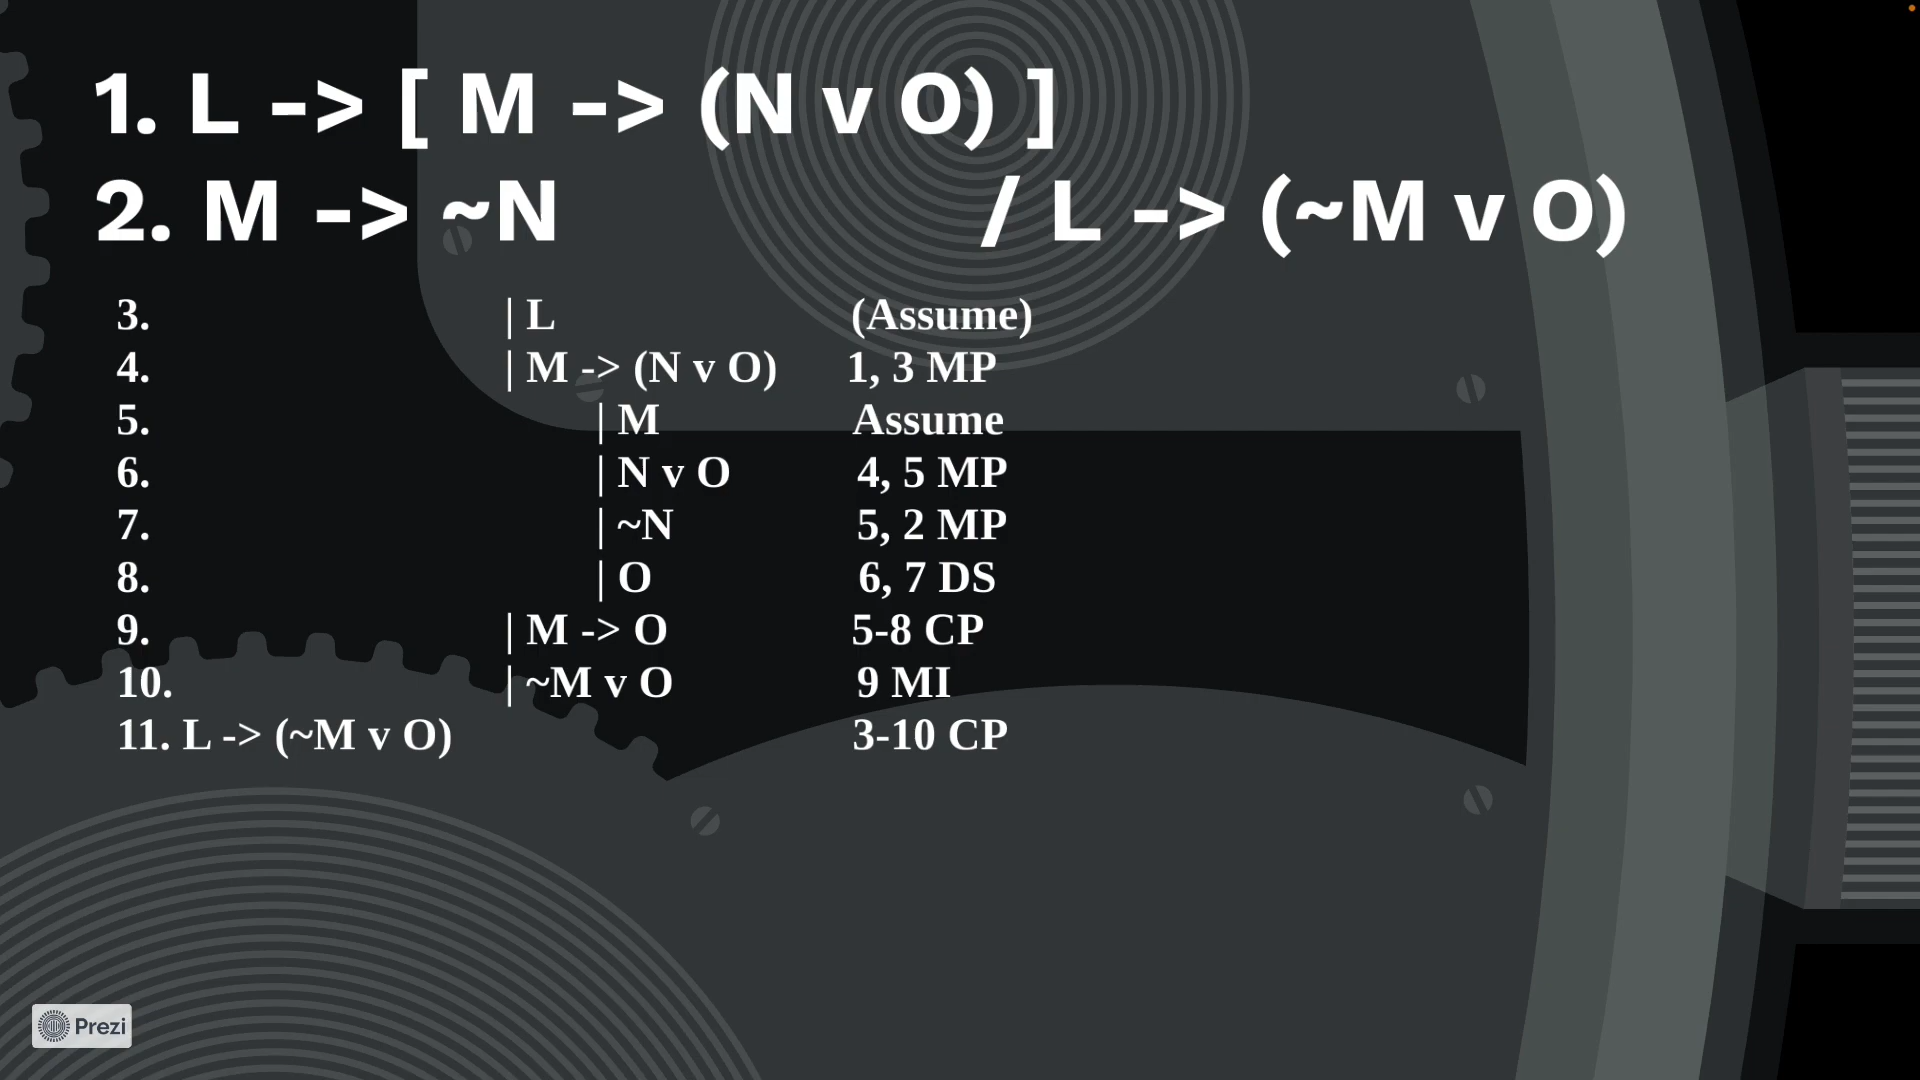 1. L -> [ M -> (N v O) ]
2. M -> ~N / L -> (~M v O)
3. | L (Assume)
4. | M -> (N v O) 1, 3 MP
5. | M Assume
6. | N v O 4, 5 MP
7. | ~N 5, 2 MP
8. | O 6, 7 DS
9. | M -> O 5-8 CP
10. | ~M v O 9 MI
11. L -> (~M v O) 3-10 CP
Prezi